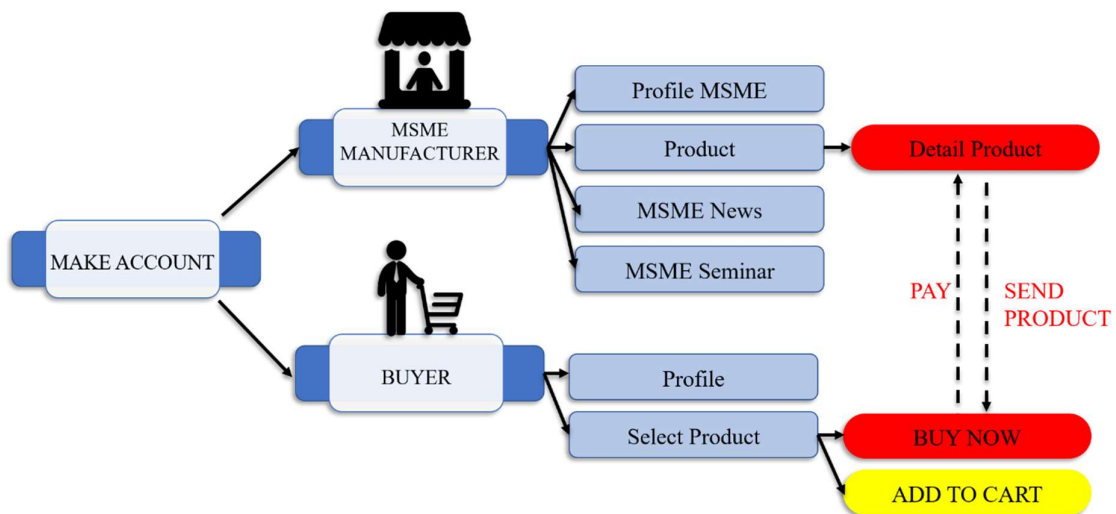 MAKE ACCOUNT
MSME
MANUFACTURER
Profile MSME
Product
MSME News
MSME Seminar
Detail Product
PAY
SEND
PRODUCT
BUYER
Profile
Select Product
BUY NOW
ADD TO CART